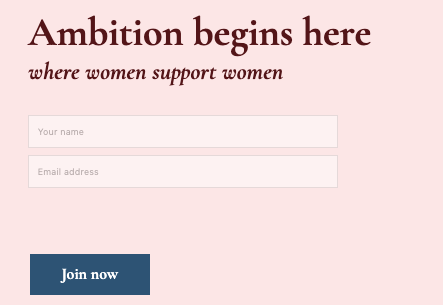 Ambition begins here
where women support women
Your name
Email address
Join now